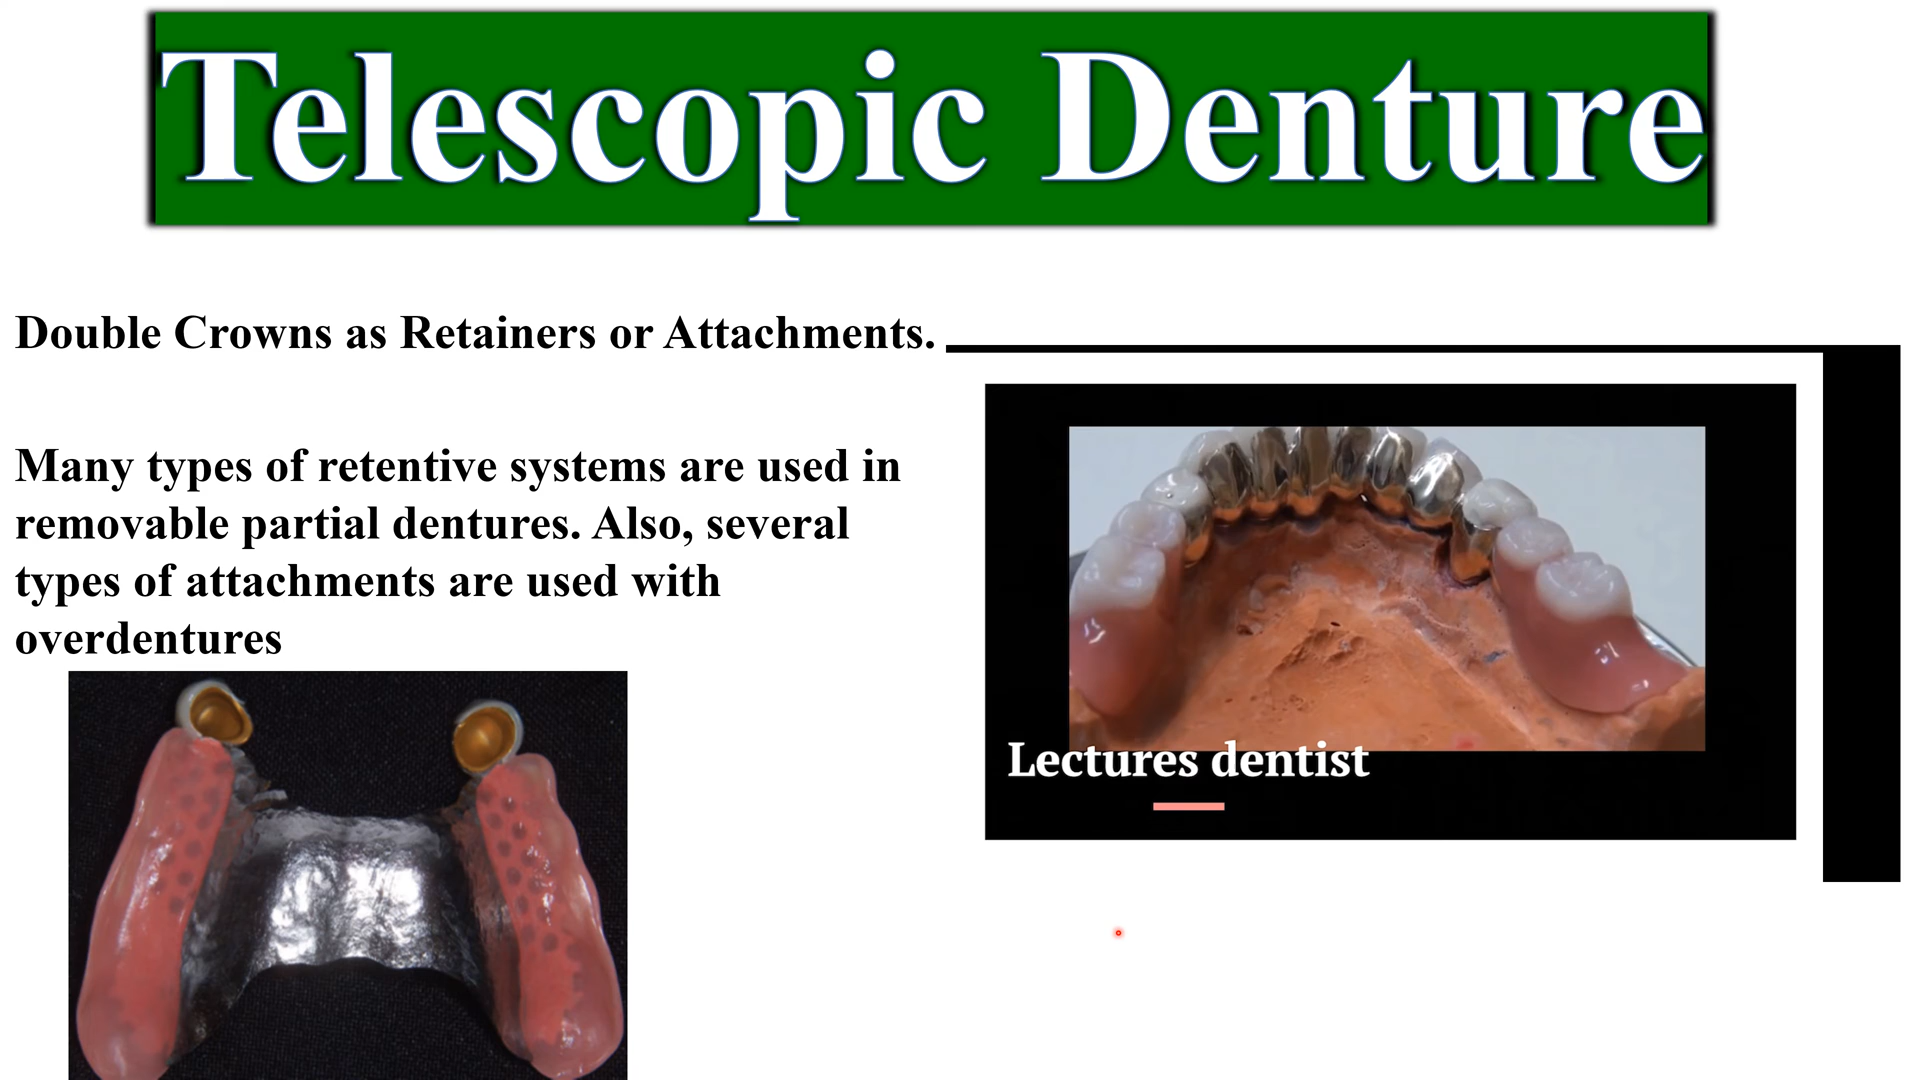 Telescopic Denture
Double Crowns as Retainers or Attachments.
Many types of retentive systems are used in
removable partial dentures. Also, several
types of attachments are used with
overdentures
Lectures dentist